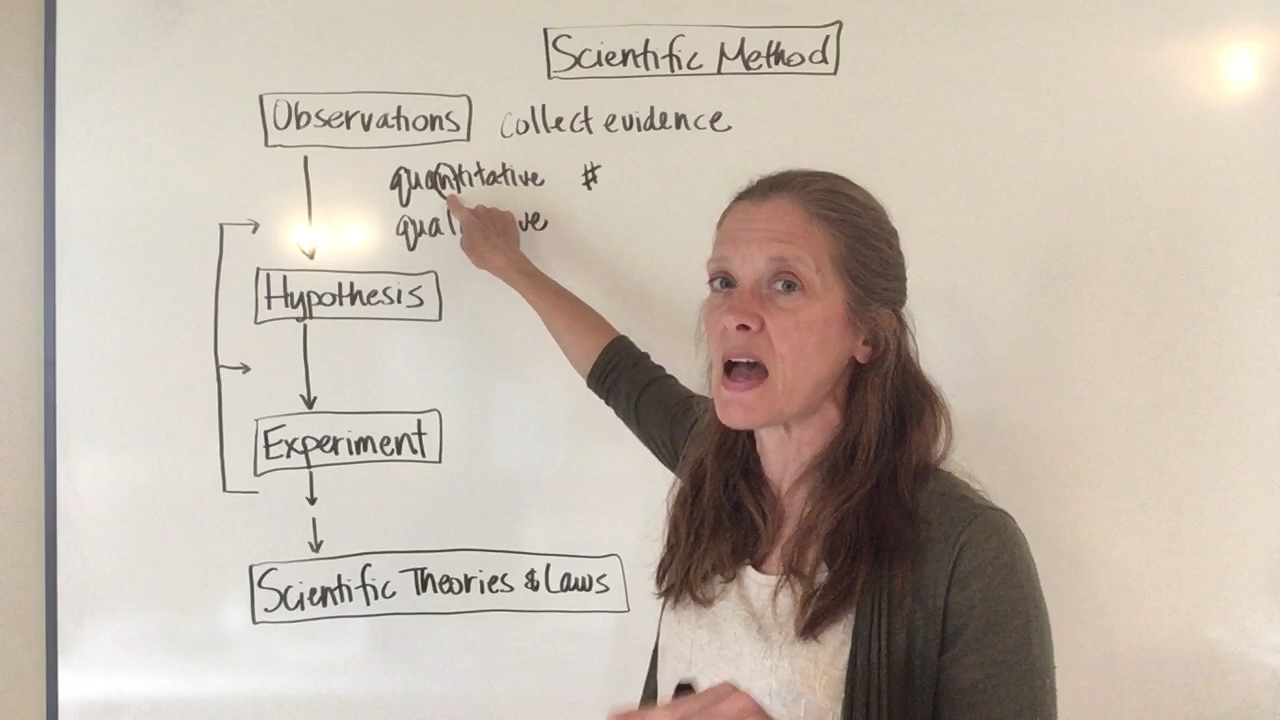 Scientific Method
Observations collect evidence
quantitative #
Hypothesis
Experiment
Scientific Theories & Laws